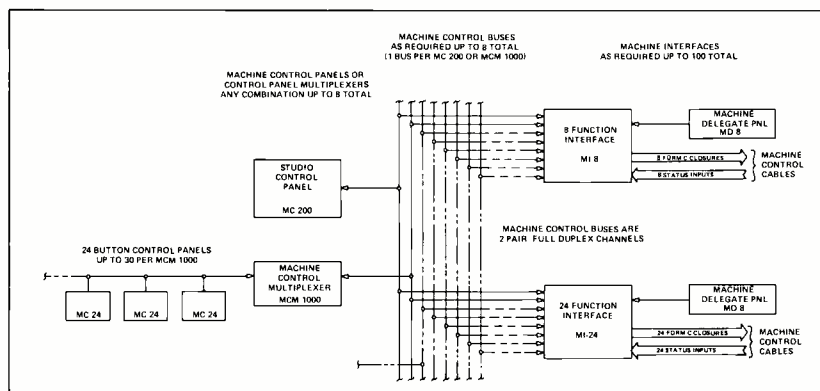 MACHINE CONTROL BUSES
AS REQUIRED UP TO 8 TOTAL
(1 BUS PER MC 200 OR MCM 1000)
MACHINE INTERFACES
AS REQUIRED UP TO 100 TOTAL
MACHINE CONTROL PANELS OR
CONTROL PANEL MULTIPLEXERS
ANY COMBINATION UP TO 8 TOTAL
8 FUNCTION
INTERFACE
MI 8
MACHINE
DELEGATE PNL
MD 8
8 FORM C CLOSURES
8 STATUS INPUTS
MACHINE
CONTROL
CABLES
STUDIO
CONTROL
PANEL
MC 200
MACHINE CONTROL BUSES ARE
2 PAIR FULL DUPLEX CHANNELS
24 BUTTON CONTROL PANELS
UP TO 30 PER MCM 1000
MACHINE
CONTROL
MULTIPLEXER
MCM 1000
MC 24
MC 24
MC 24
24 FUNCTION
INTERFACE
MI-24
MACHINE
DELEGATE PNL
MD 8
24 FORM C CLOSURES
24 STATUS INPUTS
MACHINE
CONTROL
CABLES